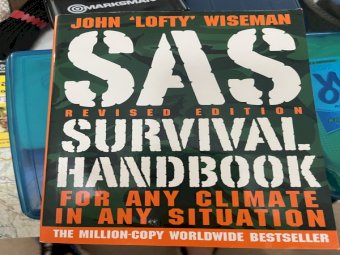 MARKSMAN
JOHN 'LOFTY' WISEMAN
SAS
REVISED EDITION
SURVIVAL
HANDBOOK
FOR ANY CLIMATE
IN ANY SITUATION
THE MILLION-COPY WORLDWIDE BESTSELLER